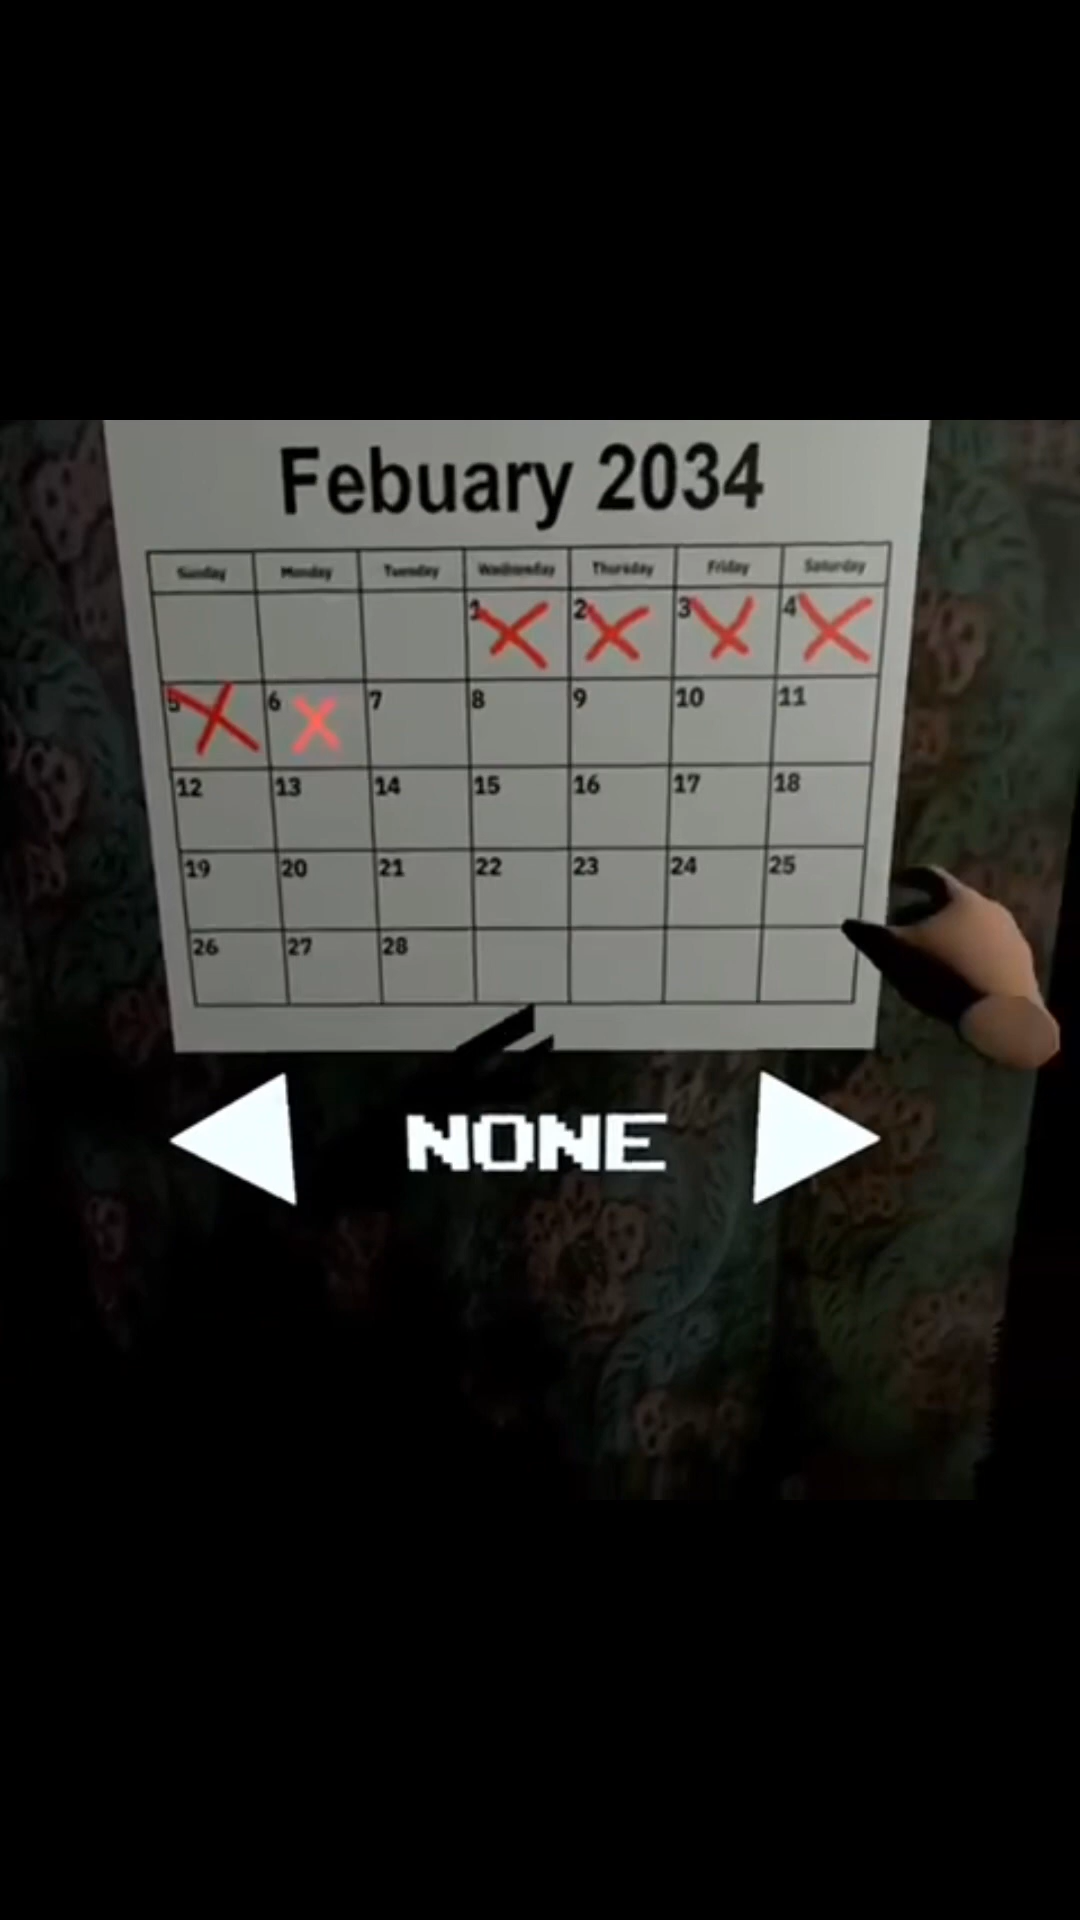 Febuary 2034
Sunday Monday Tuesday Wednesday Thursday Friday Saturday
1 2 3 4
5 6 7 8 9 10 11
12 13 14 15 16 17 18
19 20 21 22 23 24 25
26 27 28
NONE